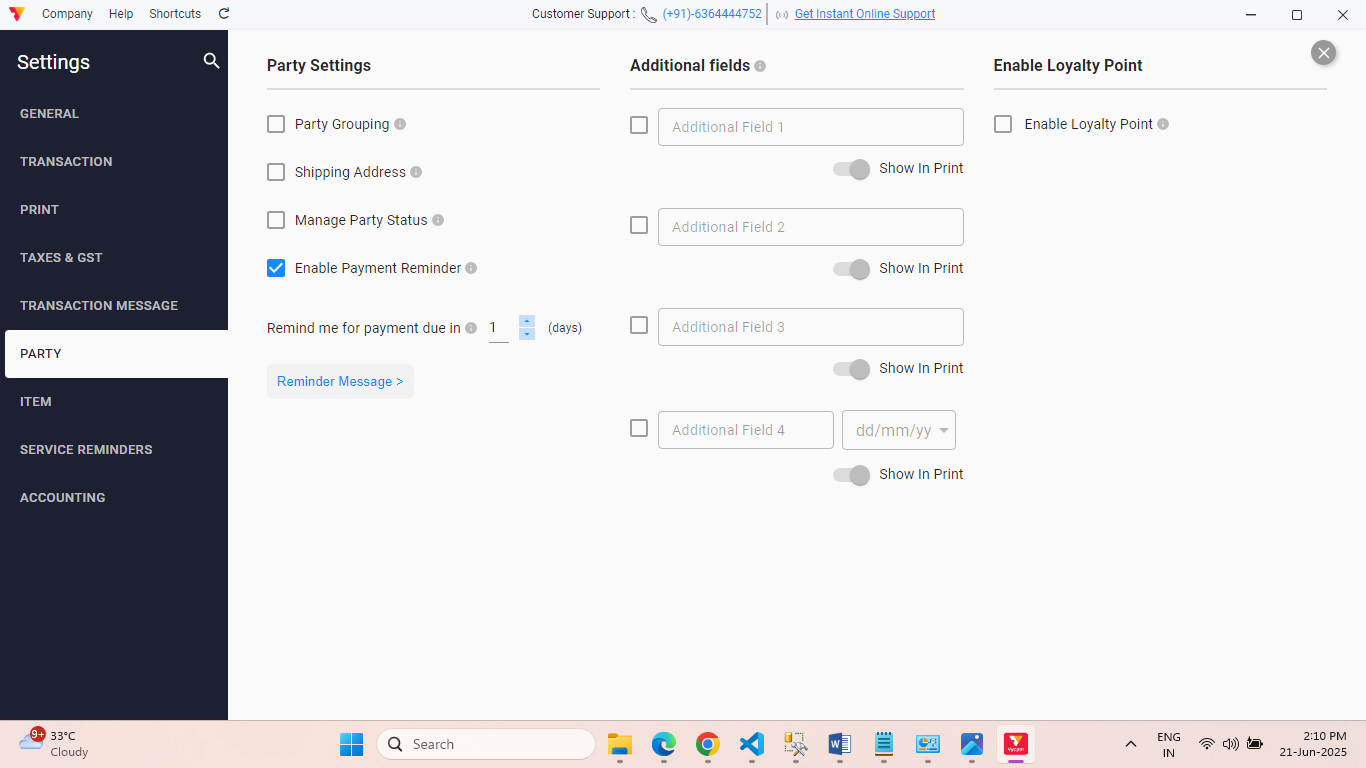 Company Help Shortcuts
Customer Support : (+91)-6364444752 Get Instant Online Support
Settings
GENERAL
TRANSACTION
PRINT
TAXES & GST
TRANSACTION MESSAGE
PARTY
ITEM
SERVICE REMINDERS
ACCOUNTING
Party Settings
Party Grouping
Shipping Address
Manage Party Status
Enable Payment Reminder
Remind me for payment due in 1 (days)
Reminder Message >
Additional fields
Additional Field 1
Show In Print
Additional Field 2
Show In Print
Additional Field 3
Show In Print
Additional Field 4 dd/mm/yy
Show In Print
Enable Loyalty Point
Enable Loyalty Point
9+
33°C
Cloudy
Search
Vyapar
ENG
IN
2:10 PM
21-Jun-2025